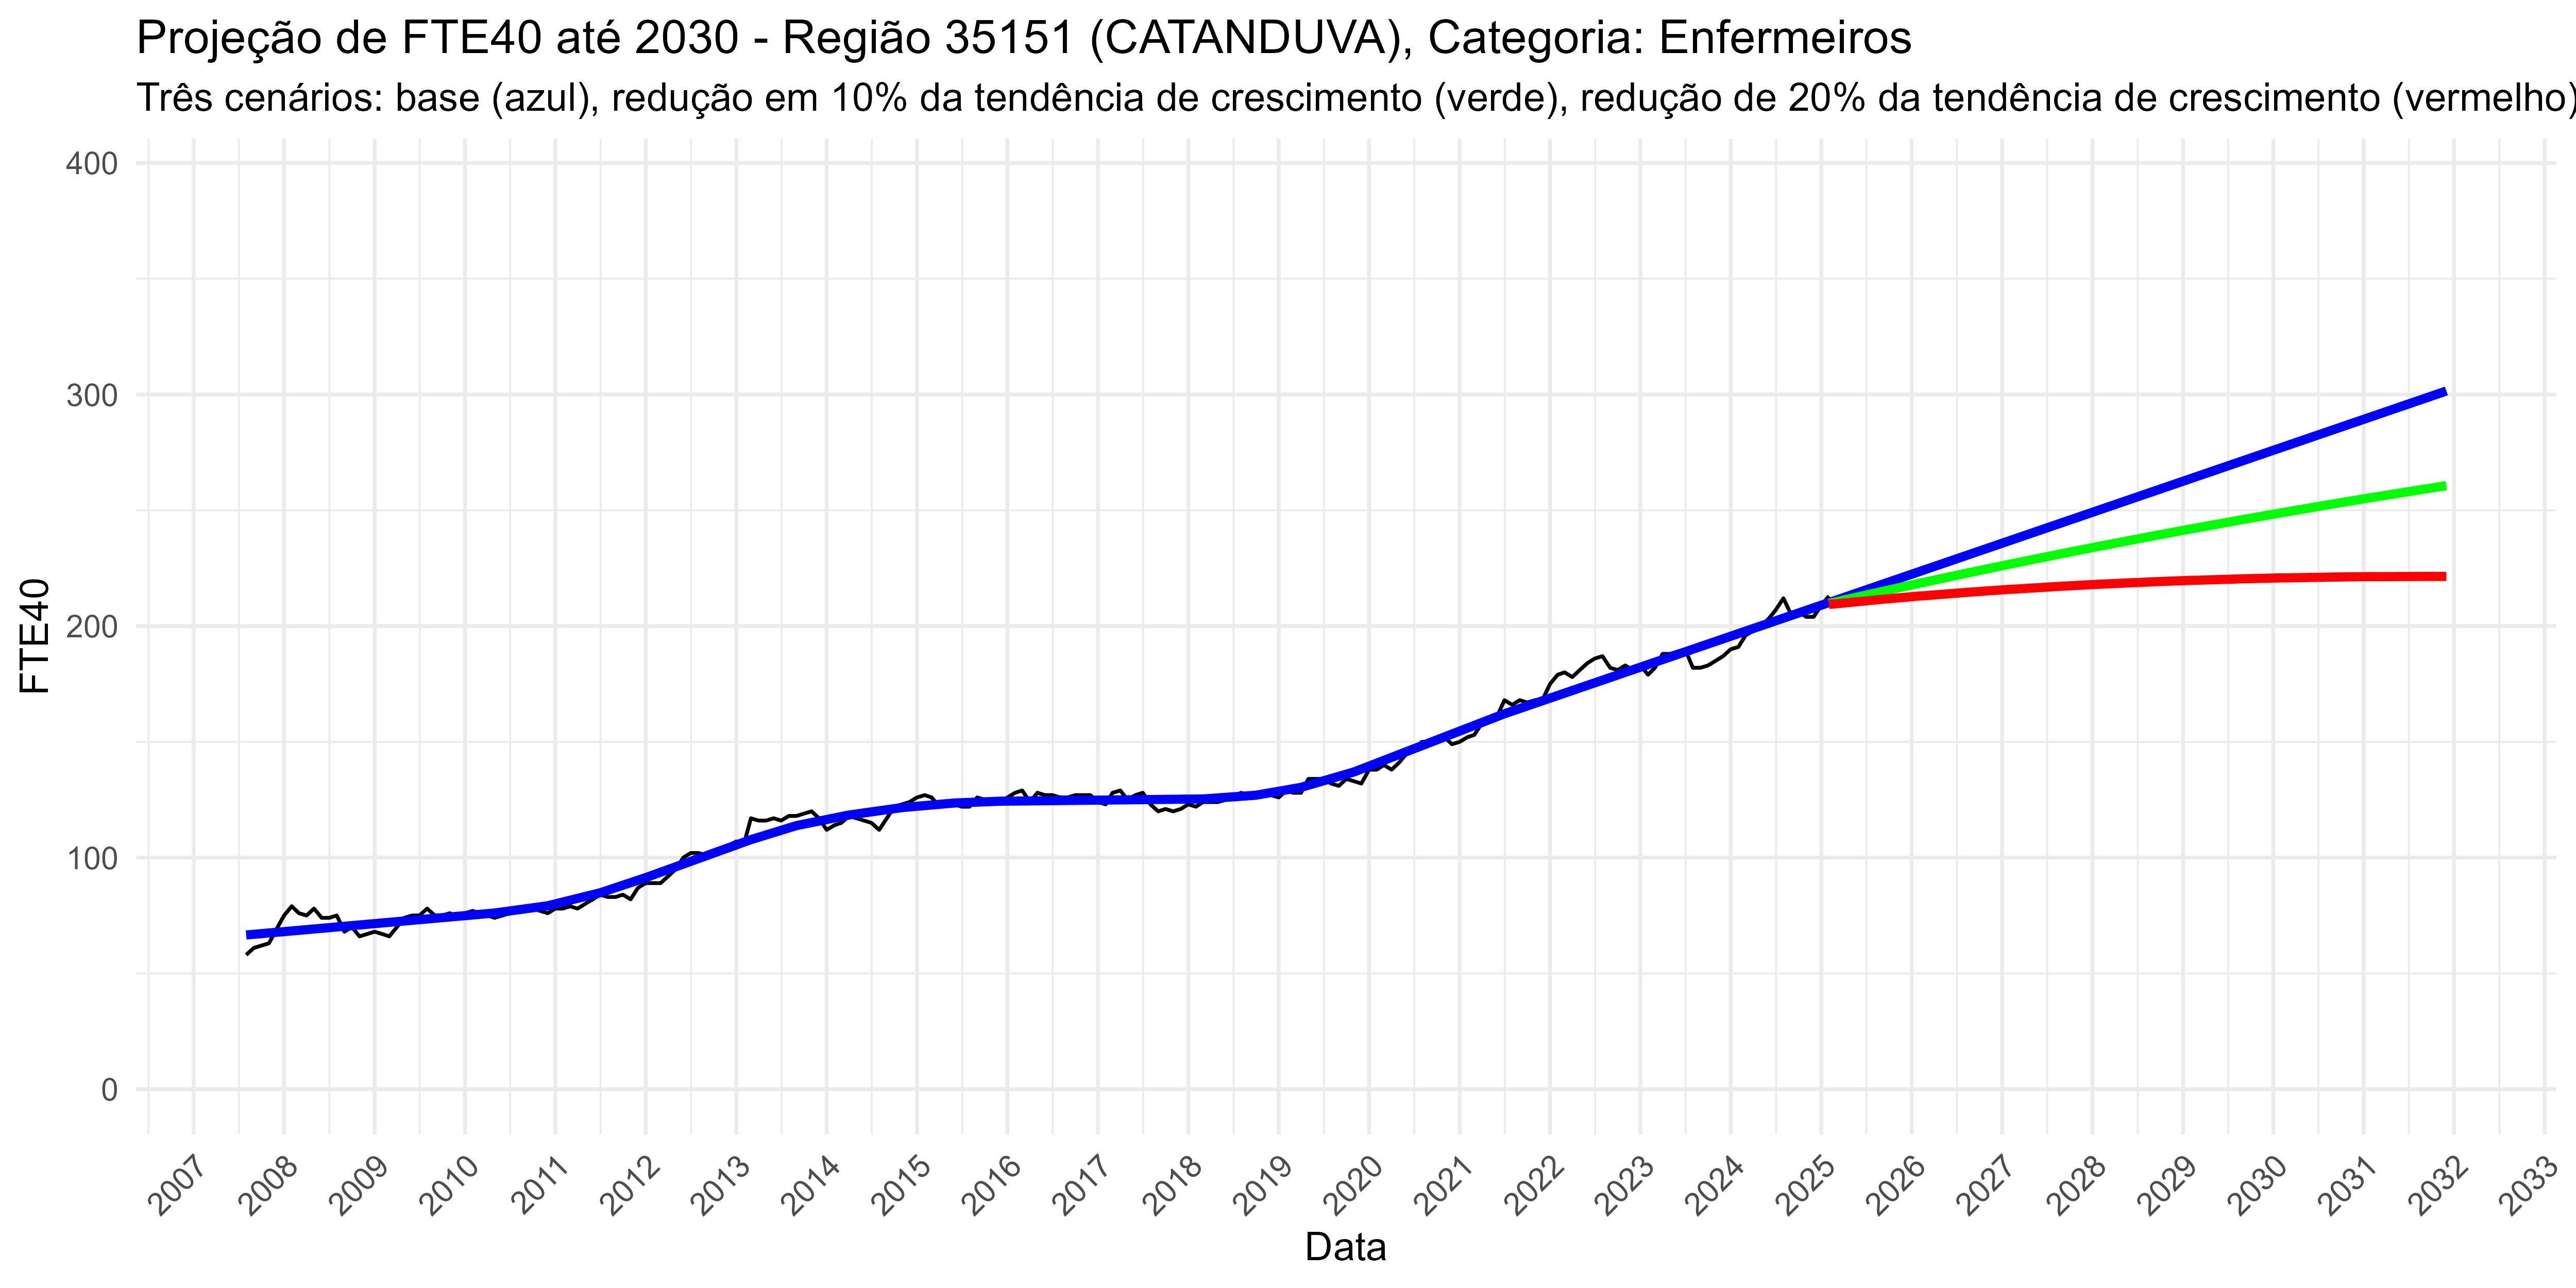 Projeção de FTE40 até 2030 - Região 35151 (CATANDUVA), Categoria: Enfermeiros
Três cenários: base (azul), redução em 10% da tendência de crescimento (verde), redução de 20% da tendência de crescimento (vermelho)
400
300
200
100
0
FTE40
2007 2008 2009 2010 2011 2012 2013 2014 2015 2016 2017 2018 2019 2020 2021 2022 2023 2024 2025 2026 2027 2028 2029 2030 2031 2032 2033
Data